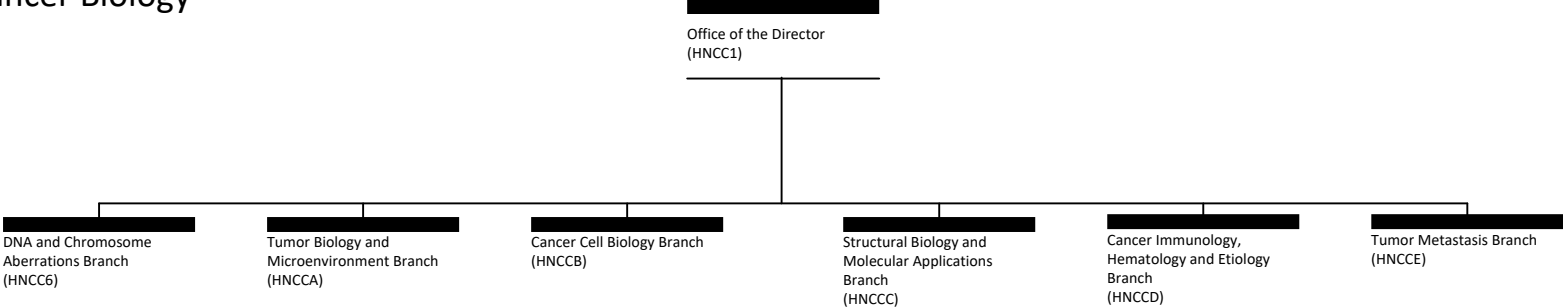 Cancer Biology
Office of the Director
(HNCC1)
DNA and Chromosome
Aberrations Branch
(HNCC6)
Tumor Biology and
Microenvironment Branch
(HNCCA)
Cancer Cell Biology Branch
(HNCCB)
Structural Biology and
Molecular Applications
Branch
(HNCCC)
Cancer Immunology,
Hematology and Etiology
Branch
(HNCCD)
Tumor Metastasis Branch
(HNCCE)